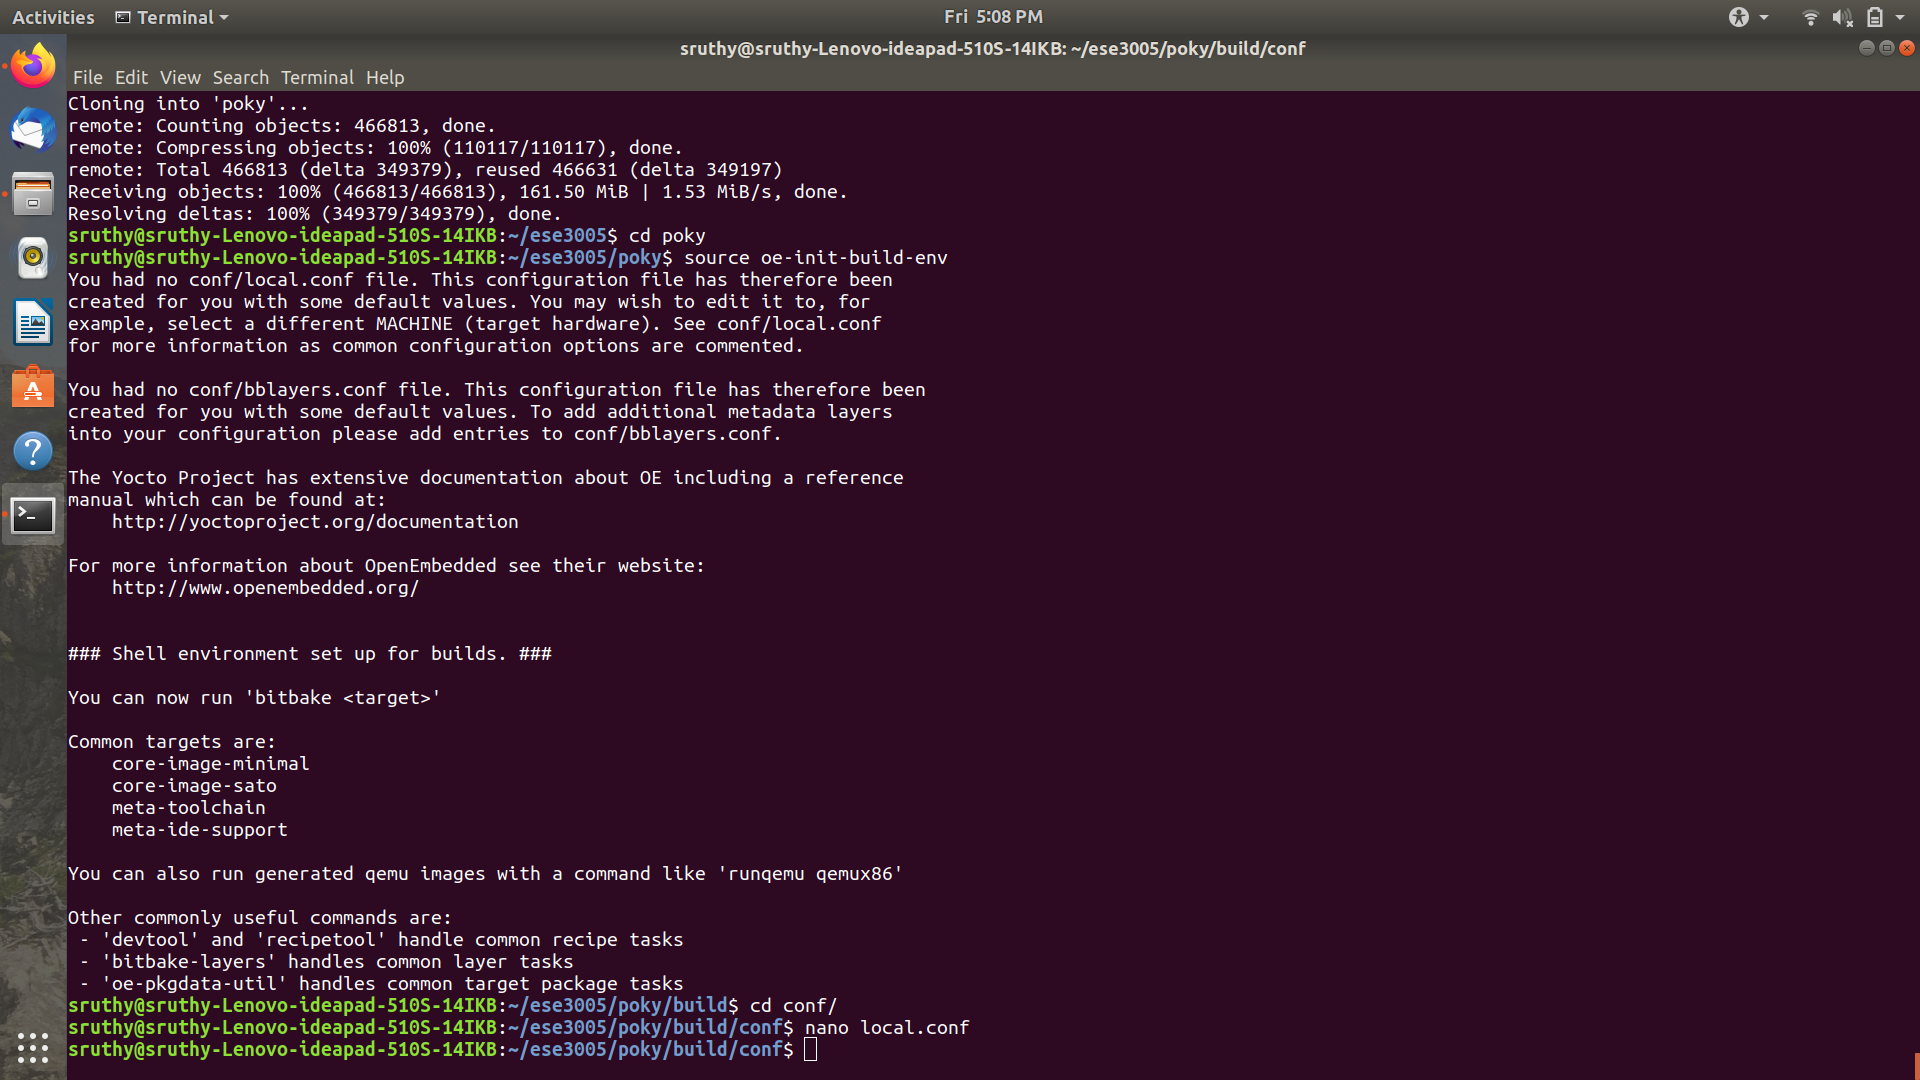 Activities Terminal Fri 5:08 PM
sruthy@sruthy-Lenovo-ideapad-510S-14IKB: ~/ese3005/poky/build/conf
File Edit View Search Terminal Help
Cloning into 'poky'...
remote: Counting objects: 466813, done.
remote: Compressing objects: 100% (110117/110117), done.
remote: Total 466813 (delta 349379), reused 466631 (delta 349197)
Receiving objects: 100% (466813/466813), 161.50 MiB | 1.53 MiB/s, done.
Resolving deltas: 100% (349379/349379), done.
sruthy@sruthy-Lenovo-ideapad-510S-14IKB:~/ese3005$ cd poky
sruthy@sruthy-Lenovo-ideapad-510S-14IKB:~/ese3005/poky$ source oe-init-build-env
You had no conf/local.conf file. This configuration file has therefore been
created for you with some default values. You may wish to edit it to, for
example, select a different MACHINE (target hardware). See conf/local.conf
for more information as common configuration options are commented.
You had no conf/bblayers.conf file. This configuration file has therefore been
created for you with some default values. To add additional metadata layers
into your configuration please add entries to conf/bblayers.conf.
The Yocto Project has extensive documentation about OE including a reference
manual which can be found at:
    http://yoctoproject.org/documentation
For more information about OpenEmbedded see their website:
    http://www.openembedded.org/
### Shell environment set up for builds. ###
You can now run 'bitbake <target>'
Common targets are:
    core-image-minimal
    core-image-sato
    meta-toolchain
    meta-ide-support
You can also run generated qemu images with a command like 'runqemu qemux86'
Other commonly useful commands are:
 - 'devtool' and 'recipetool' handle common recipe tasks
 - 'bitbake-layers' handles common layer tasks
 - 'oe-pkgdata-util' handles common target package tasks
sruthy@sruthy-Lenovo-ideapad-510S-14IKB:~/ese3005/poky/build$ cd conf/
sruthy@sruthy-Lenovo-ideapad-510S-14IKB:~/ese3005/poky/build/conf$ nano local.conf
sruthy@sruthy-Lenovo-ideapad-510S-14IKB:~/ese3005/poky/build/conf$